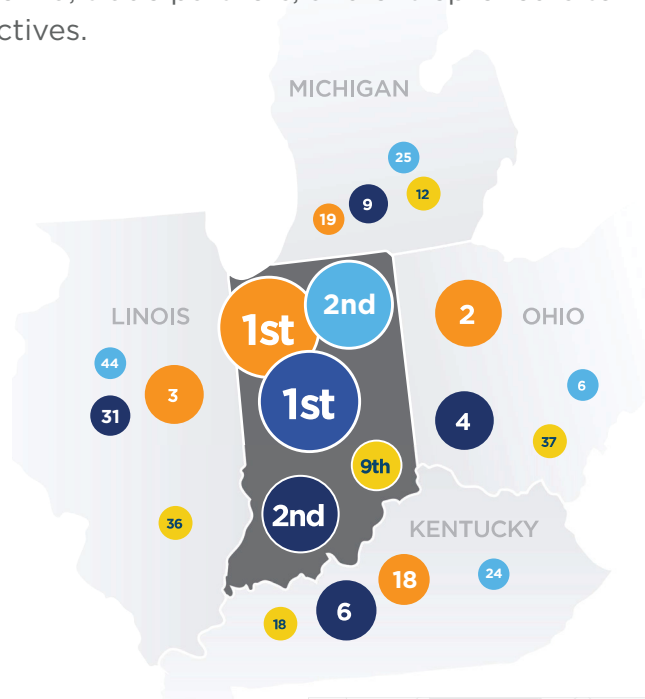 ctives.
MICHIGAN
25
12
9
19
LINOIS
44
3
31
36
1st
2nd
1st
9th
2nd
2
OHIO
6
4
37
KENTUCKY
24
18
6
18